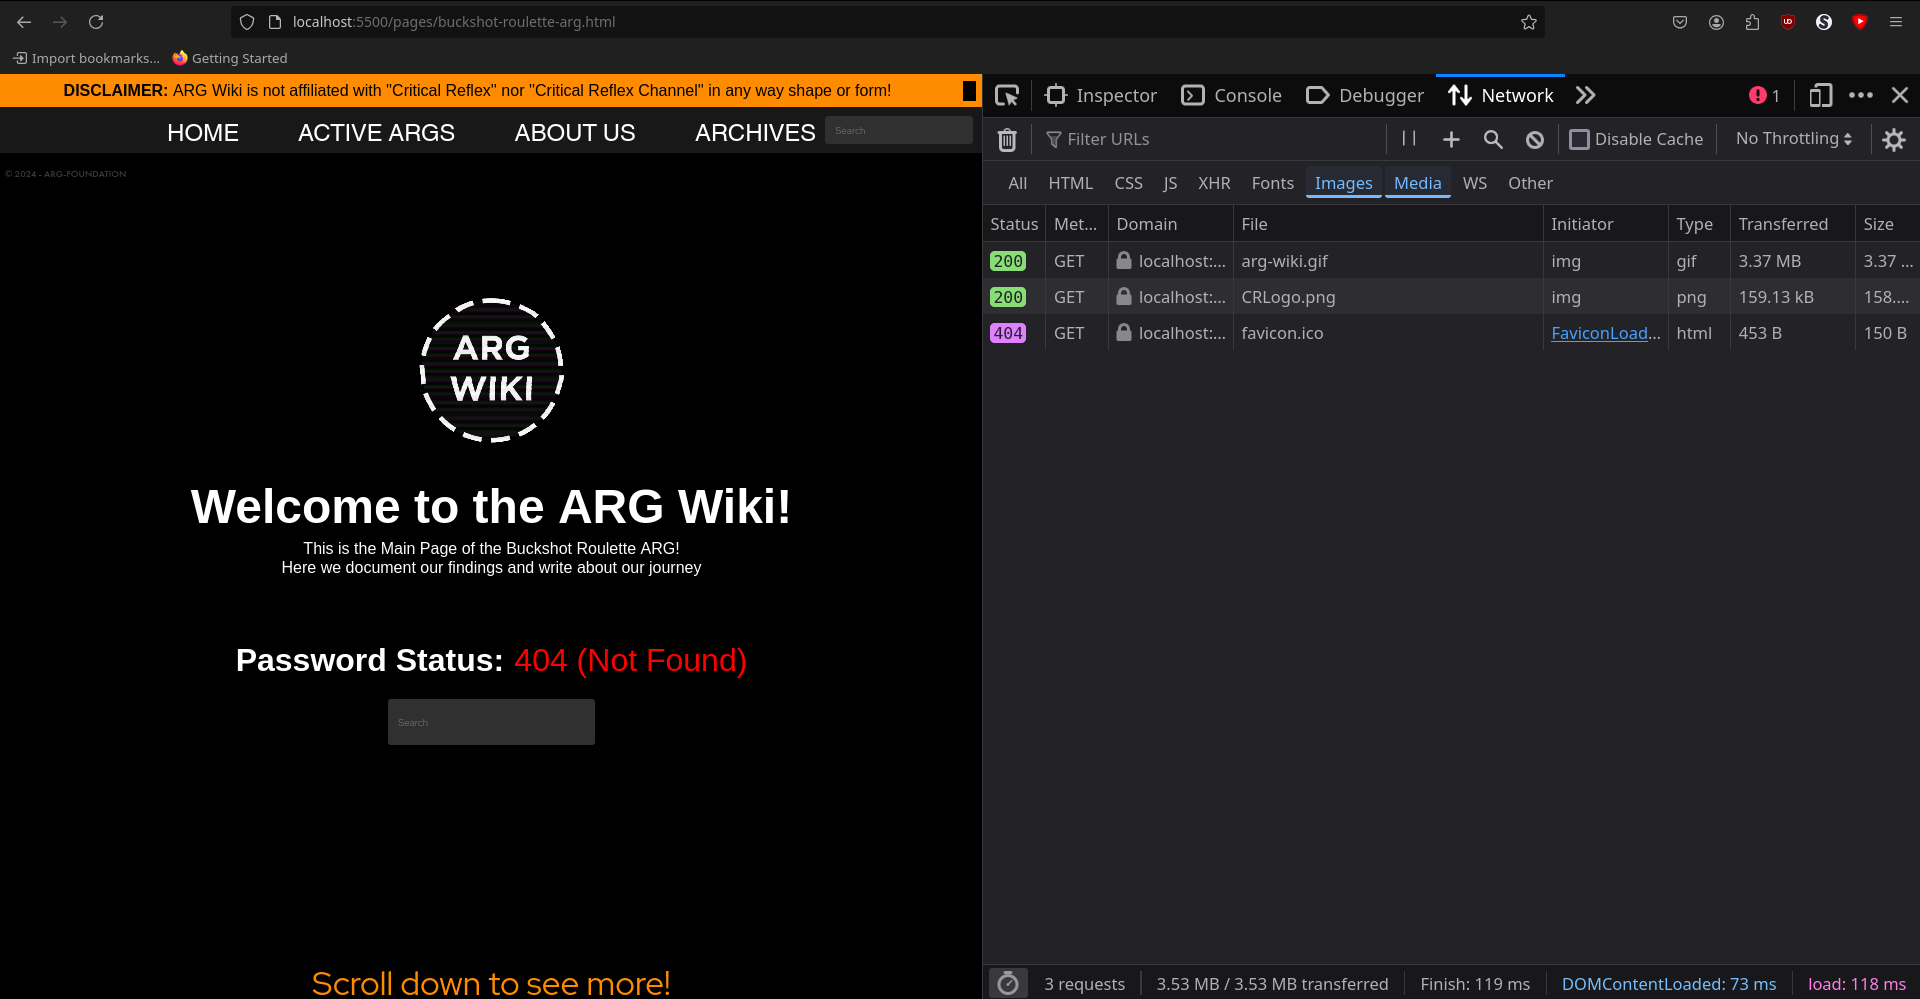 localhost:5500/pages/buckshot-roulette-arg.html
Import bookmarks...
Getting Started
DISCLAIMER: ARG Wiki is not affiliated with "Critical Reflex" nor "Critical Reflex Channel" in any way shape or form!
HOME ACTIVE ARGS ABOUT US ARCHIVES Search
© 2024 - ARG-FOUNDATION
ARG
WIKI
Welcome to the ARG Wiki!
This is the Main Page of the Buckshot Roulette ARG!
Here we document our findings and write about our journey
Password Status: 404 (Not Found)
Search
Scroll down to see more!
Inspector Console Debugger Network 1
Filter URLs Disable Cache No Throttling
All HTML CSS JS XHR Fonts Images Media WS Other
Status Met... Domain File Initiator Type Transferred Size
200 GET localhost:... arg-wiki.gif img gif 3.37 MB 3.37 ...
200 GET localhost:... CRLogo.png img png 159.13 kB 158....
404 GET localhost:... favicon.ico FaviconLoad... html 453 B 150 B
3 requests 3.53 MB / 3.53 MB transferred Finish: 119 ms DOMContentLoaded: 73 ms load: 118 ms